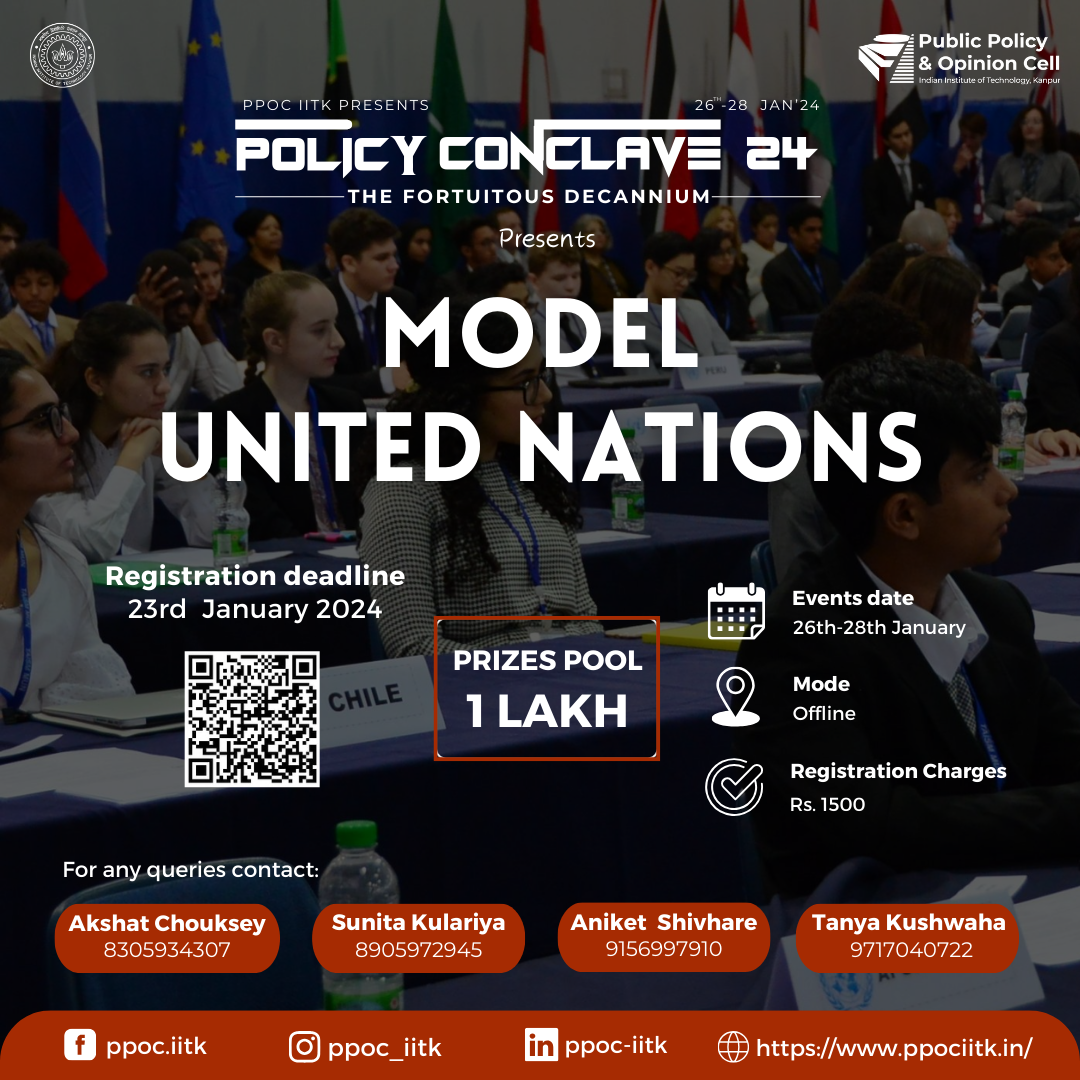 Public Policy
& Opinion Cell
Indian Institute of Technology, Kanpur
PPOC IITK PRESENTS
26TH-28 JAN'24
POLICY CONCLAVE 24
THE FORTUITOUS DECANNIUM
Presents
MODEL
UNITED NATIONS
PERU
Registration deadline
23rd January 2024
CHILE
PRIZES POOL
1 LAKH
Events date
26th-28th January
Mode
Offline
Registration Charges
Rs. 1500
For any queries contact:
Akshat Chouksey
8305934307
Sunita Kulariya
8905972945
Aniket Shivhare
9156997910
Tanya Kushwaha
9717040722
ppoc.iitk
ppoc_iitk
ppoc-iitk
https://www.ppociitk.in/